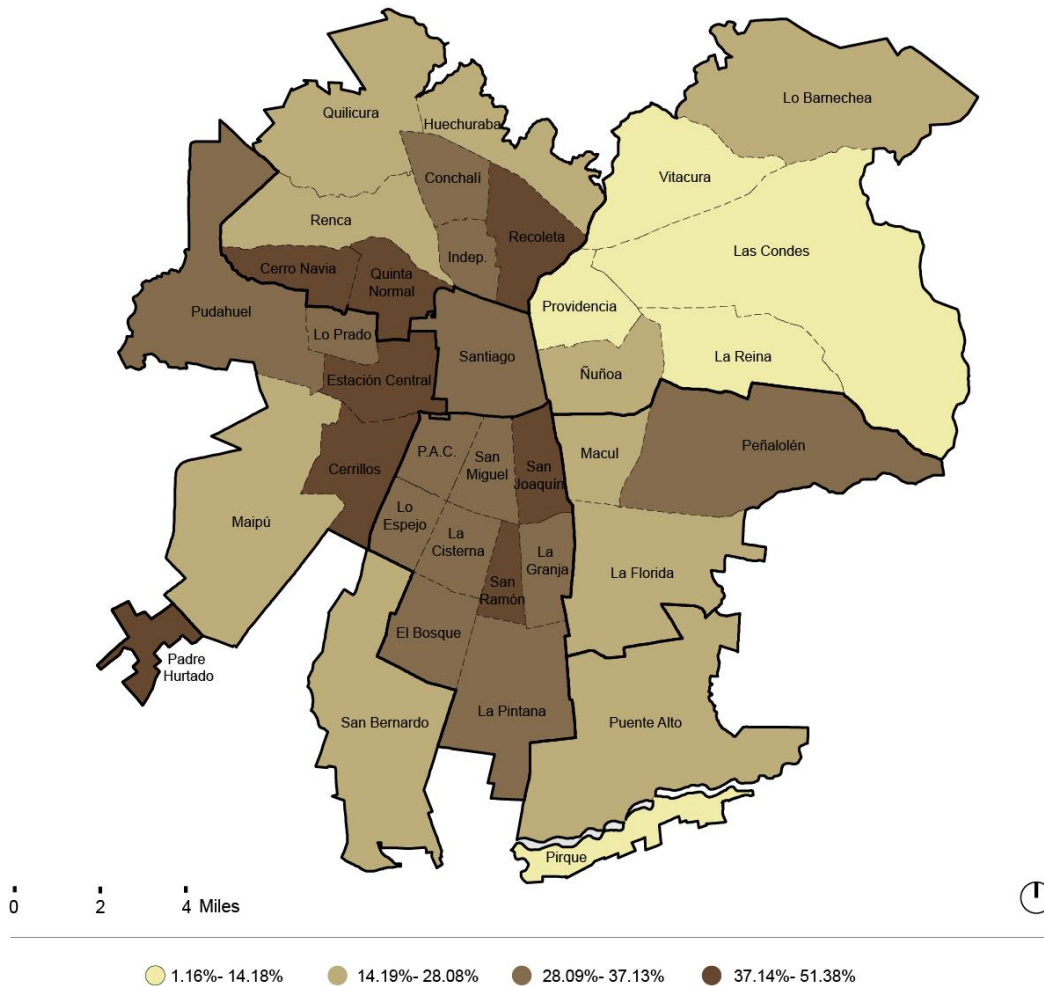 Lo Barnechea
Quilicura
Huechuraba
Vitacura
Conchalí
Renca
Recoleta
Las Condes
Indep.
Cerro Navia
Quinta
Normal
Providencia
Pudahuel
Lo Prado
Santiago
La Reina
Ñuñoa
Estación Central
Peñalolén
P.A.C.
San
Miguel
San
Joaquín
Macul
Cerrillos
Maipú
Lo
Espejo
La
Cisterna
La
Granja
La Florida
San
Ramón
El Bosque
Padre
Hurtado
La Pintana
San Bernardo
Puente Alto
Pirque
0 2 4 Miles
1.16%- 14.18% 14.19%- 28.08% 28.09%- 37.13% 37.14%- 51.38%